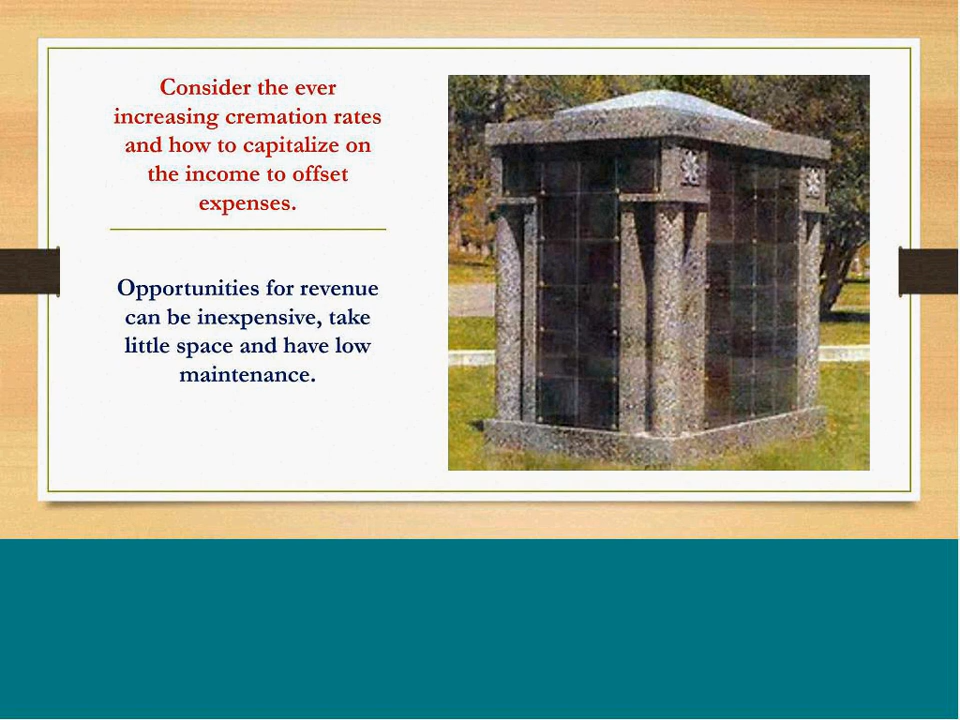 Consider the ever
increasing cremation rates
and how to capitalize on
the income to offset
expenses.
Opportunities for revenue
can be inexpensive, take
little space and have low
maintenance.